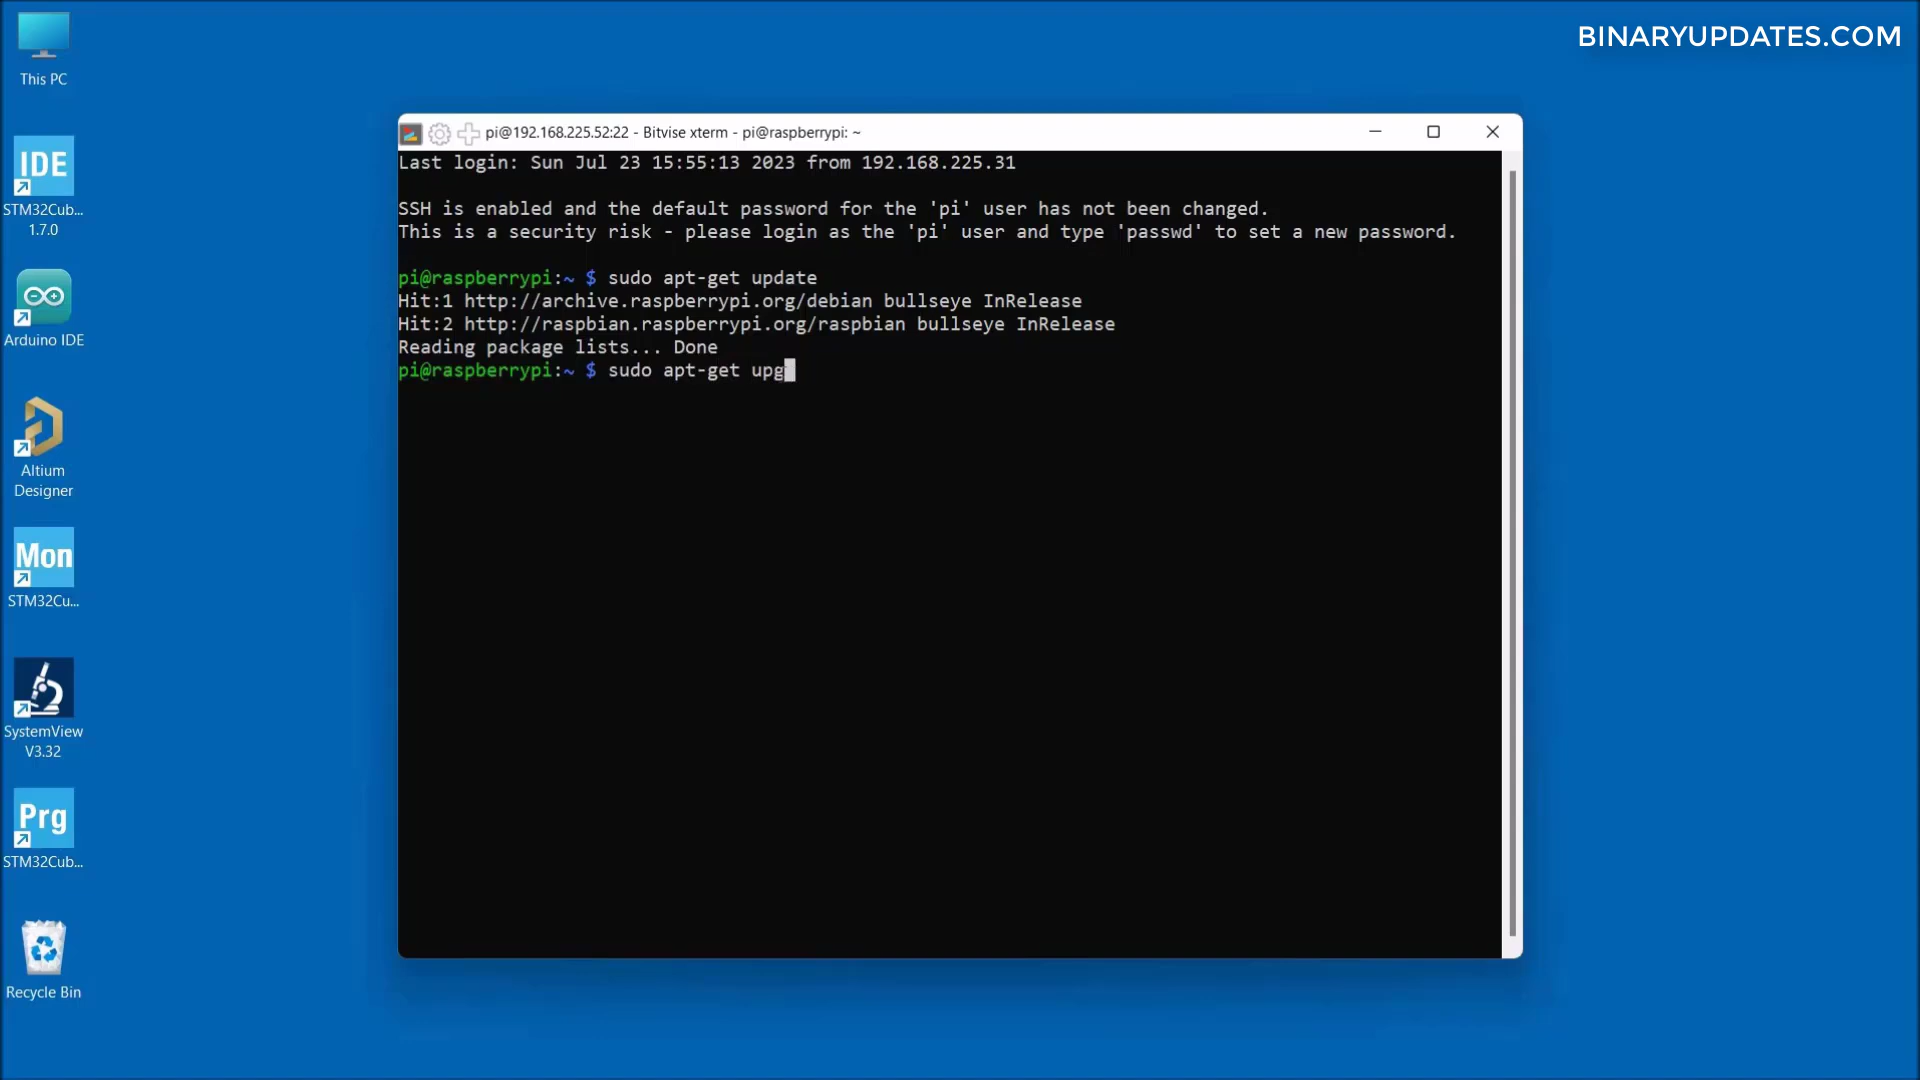 BINARYUPDATES.COM
This PC
IDE
STM32Cub...
1.7.0
Arduino IDE
Altium
Designer
Mon
STM32Cu...
SystemView
V3.32
Prg
STM32Cub...
Recycle Bin
pi@192.168.225.52:22 - Bitvise xterm - pi@raspberrypi: ~
Last login: Sun Jul 23 15:55:13 2023 from 192.168.225.31
SSH is enabled and the default password for the 'pi' user has not been changed.
This is a security risk - please login as the 'pi' user and type 'passwd' to set a new password.
pi@raspberrypi:~ $ sudo apt-get update
Hit:1 http://archive.raspberrypi.org/debian bullseye InRelease
Hit:2 http://raspbian.raspberrypi.org/raspbian bullseye InRelease
Reading package lists... Done
pi@raspberrypi:~ $ sudo apt-get upg